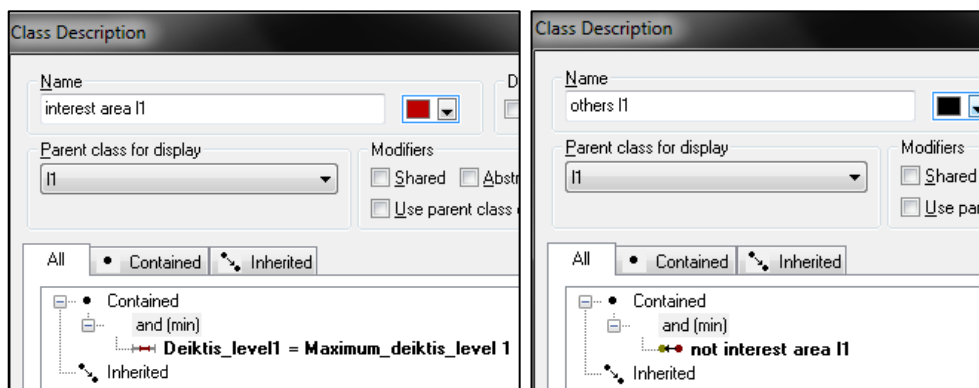 Class Description
Name
D
interest area l1
Parent class for display
Modifiers
l1
Shared
Abstr
Use parent class
All
Contained
Inherited
Contained
and (min)
Deiktis_level1 = Maximum_deiktis_level 1
Inherited
Class Description
Name
others l1
Parent class for display
Modifiers
l1
Shared
Use par
All
Contained
Inherited
Contained
and (min)
not interest area l1
Inherited